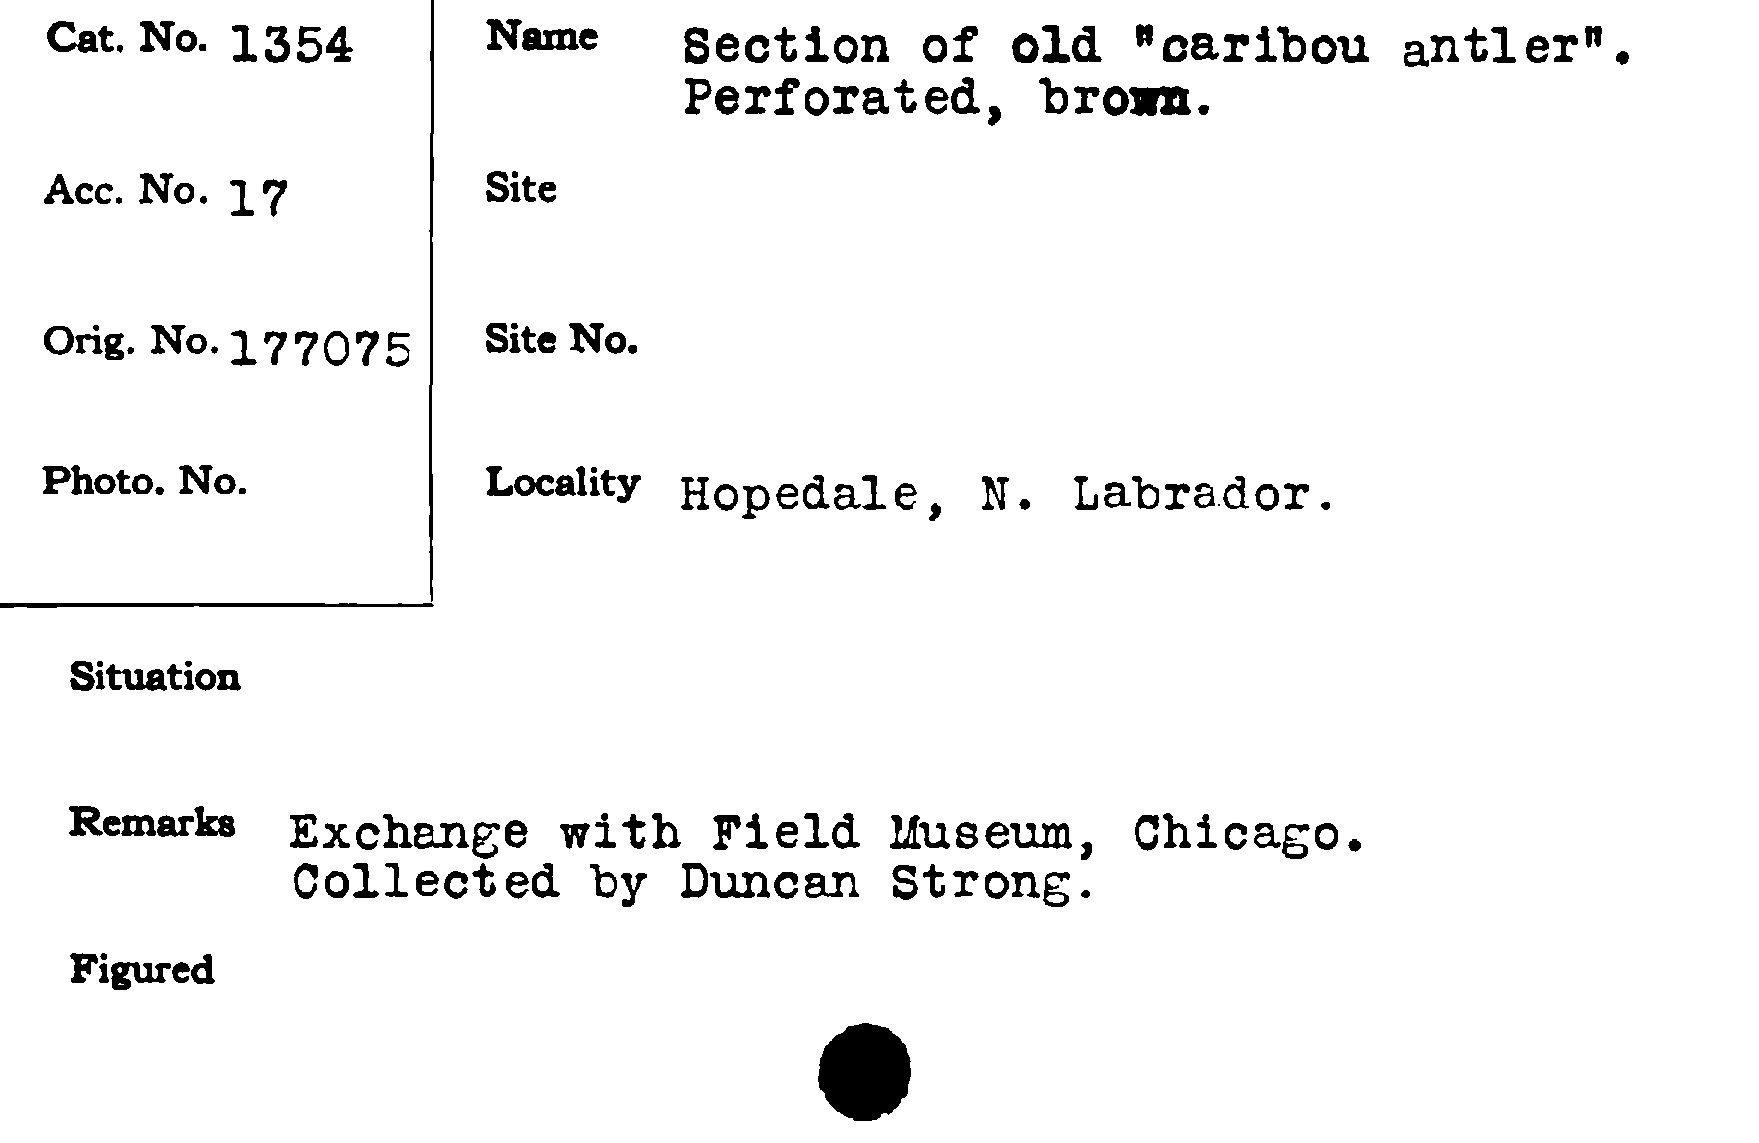 Cat. No. 1354
Name Section of old "caribou antler".
Perforated, brown.
Acc. No. 17
Site
Orig. No. 177075
Site No.
Photo. No.
Locality Hopedale, N. Labrador.
Situation
Remarks Exchange with Field Museum, Chicago.
Collected by Duncan Strong.
Figured